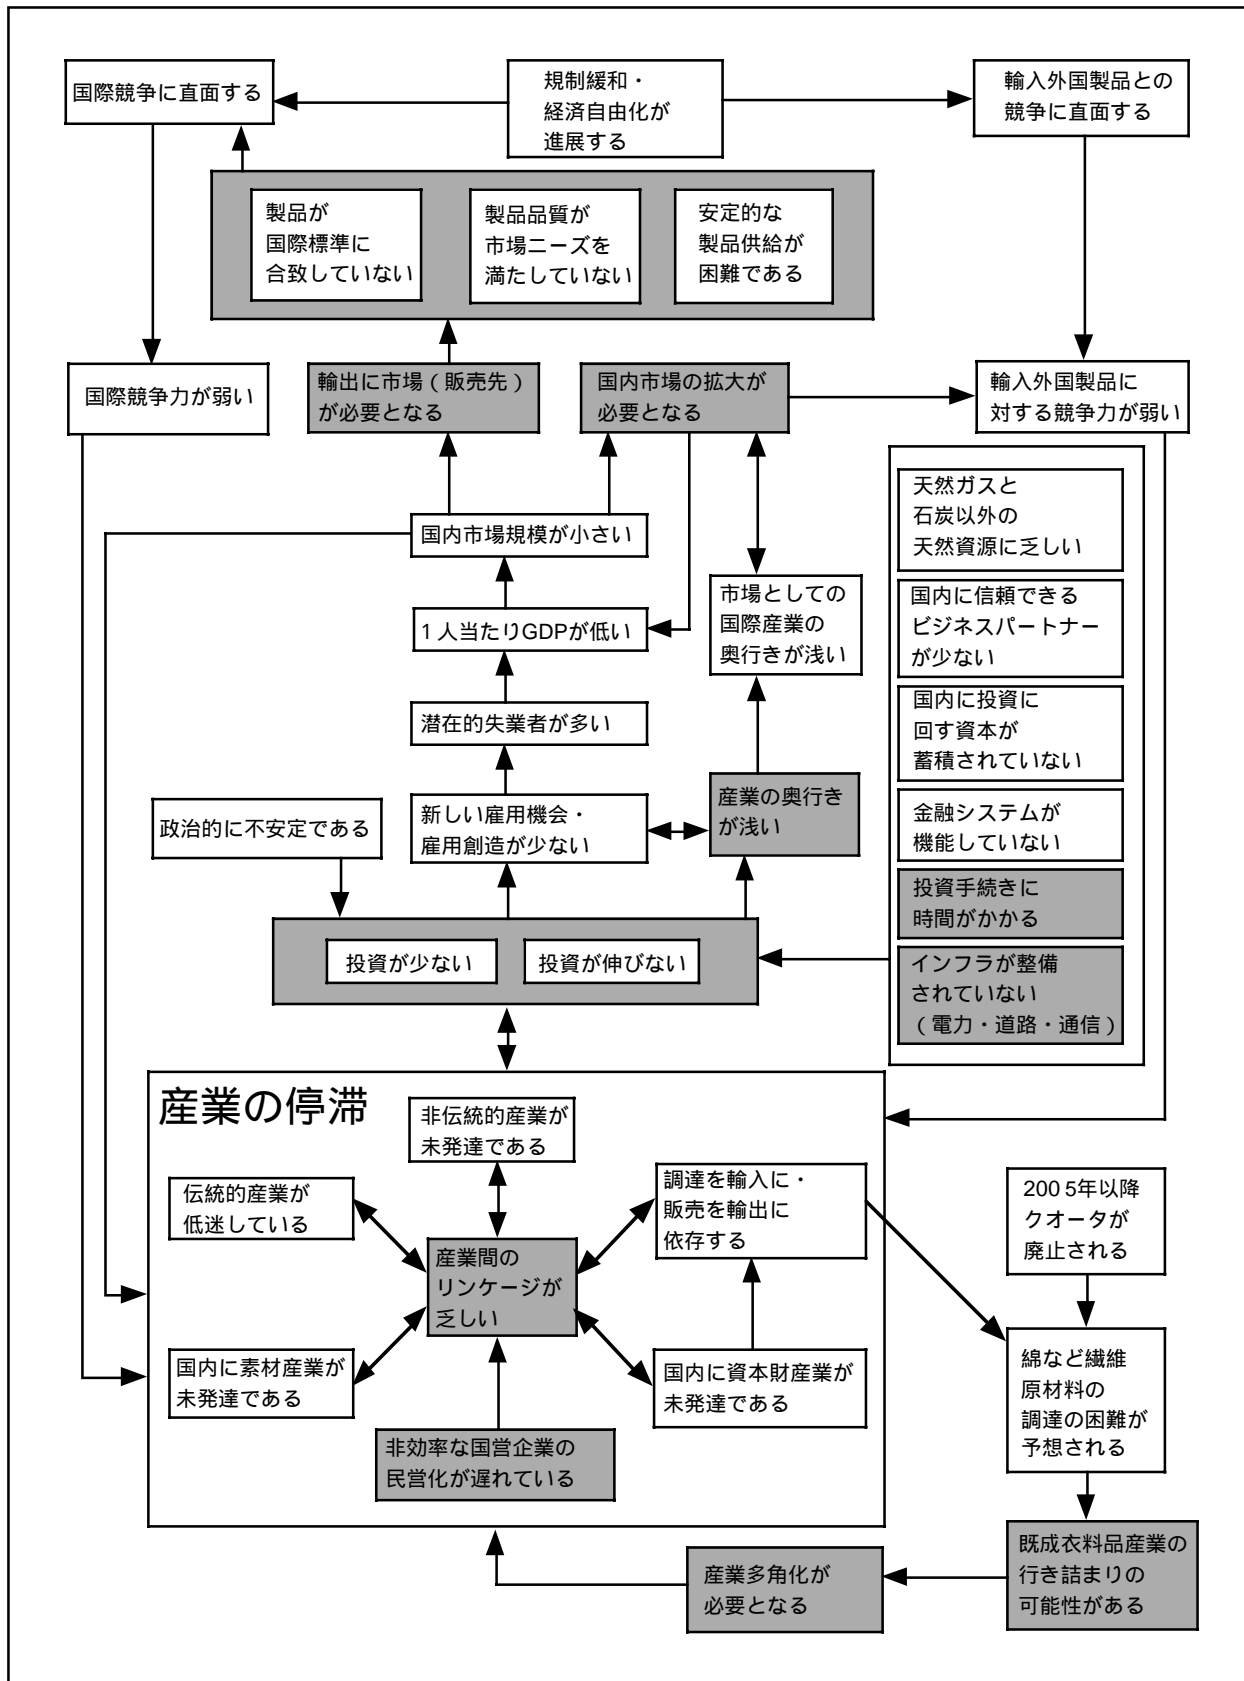 国際競争に直面する
規制緩和・
経済自由化が
進展する
輸入外国製品との
競争に直面する
製品が
国際標準に
合致していない
製品品質が
市場ニーズを
満たしていない
安定的な
製品供給が
困難である
国際競争力が弱い
輸出に市場（販売先）
が必要となる
国内市場の拡大が
必要となる
輸入外国製品に
対する競争力が弱い
天然ガスと
石炭以外の
天然資源に乏しい
国内市場規模が小さい
市場としての
国際産業の
奥行きが浅い
国内に信頼できる
ビジネスパートナー
が少ない
1人当たりGDPが低い
国内に投資に
回す資本が
蓄積されていない
潜在的失業者が多い
産業の奥行き
が浅い
新しい雇用機会・
雇用創造が少ない
政治的に不安定である
金融システムが
機能していない
投資手続きに
時間がかかる
投資が少ない
投資が伸びない
インフラが整備
されていない
（電力・道路・通信）
産業の停滞
非伝統的産業が
未発達である
伝統的産業が
低迷している
調達を輸入に・
販売を輸出に
依存する
2005年以降
クオータが
廃止される
産業間の
リンケージが
乏しい
国内に素材産業が
未発達である
国内に資本財産業が
未発達である
綿など繊維
原材料の
調達の困難が
予想される
非効率な国営企業の
民営化が遅れている
産業多角化が
必要となる
既成衣料品産業の
行き詰まりの
可能性がある